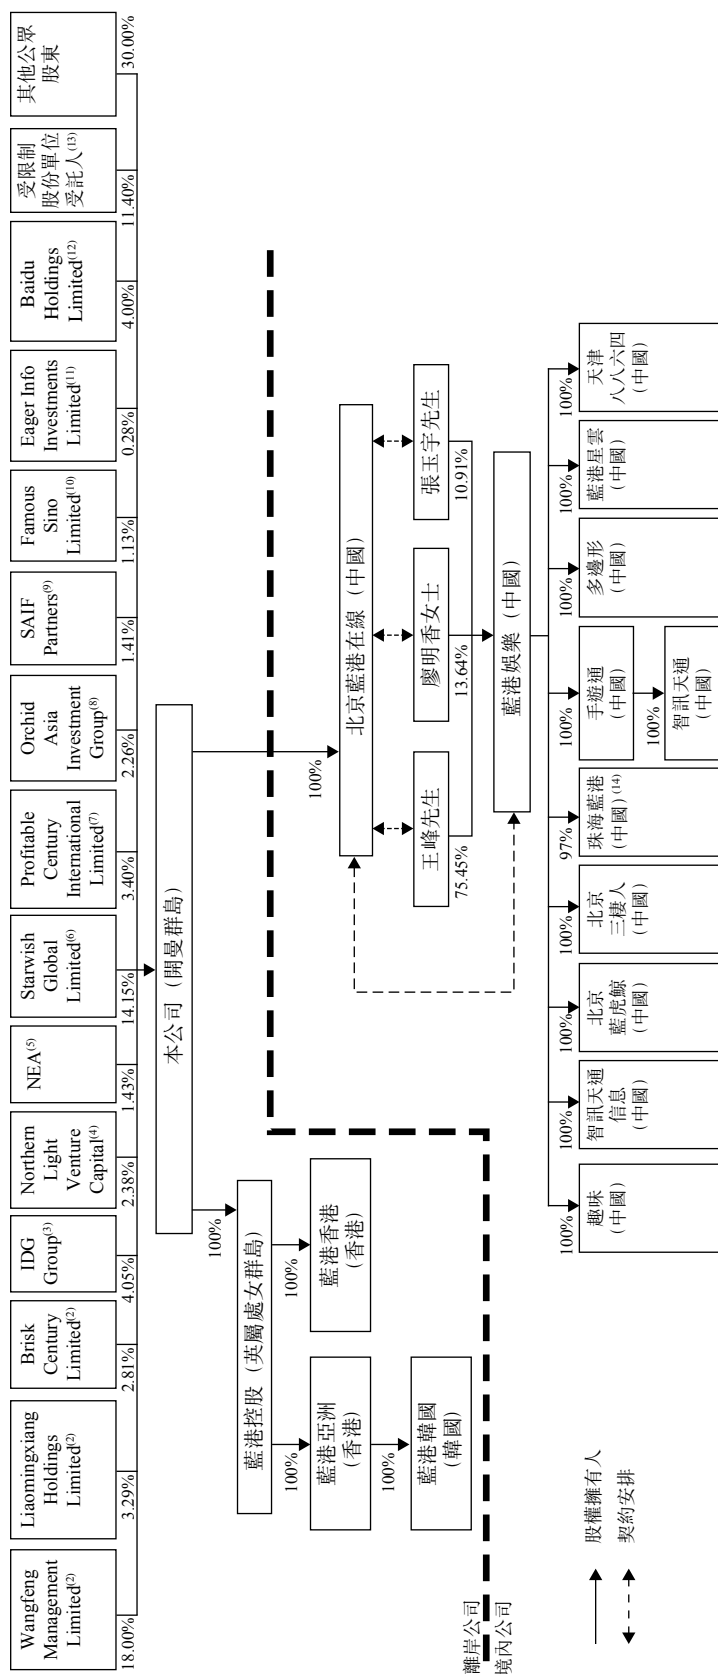 Wangfeng
Management
Limited(2)
18.00%
Liaomingxiang
Holdings
Limited(2)
3.29%
Brisk
Century
Limited(2)
2.81%
IDG
Group(3)
4.05%
Northern
Light
Venture
Capital(4)
2.38%
NEA(5)
1.43%
Starwish
Global
Limited(6)
14.15%
Profitable
Century
International
Limited(7)
3.40%
Orchid
Asia
Investment
Group(8)
2.26%
SAIF
Partners(9)
1.41%
Famous
Sino
Limited(10)
1.13%
Eager Info
Investments
Limited(11)
0.28%
Baidu
Holdings
Limited(12)
4.00%
受限制
股份單位
受託人(13)
11.40%
其他公眾
股東
30.00%
本公司（開曼群島）
100%
藍港控股（英屬處女群島）
100%
藍港亞洲
（香港）
100%
藍港香港
（香港）
100%
藍港韓國
（韓國）
離岸公司
境內公司
100%
北京藍港在線（中國）
王峰先生
75.45%
廖明香女士
13.64%
張玉宇先生
10.91%
藍港娛樂（中國）
100%
趣味
（中國）
100%
智訊天通
信息
（中國）
100%
北京
藍虎鯨
（中國）
100%
北京
三棲人
（中國）
97%
珠海藍港
（中國）(14)
100%
手遊通
（中國）
100%
智訊天通
（中國）
100%
多邊形
（中國）
100%
藍港星雲
（中國）
100%
天津
八八六四
（中國）
股權擁有人
契約安排